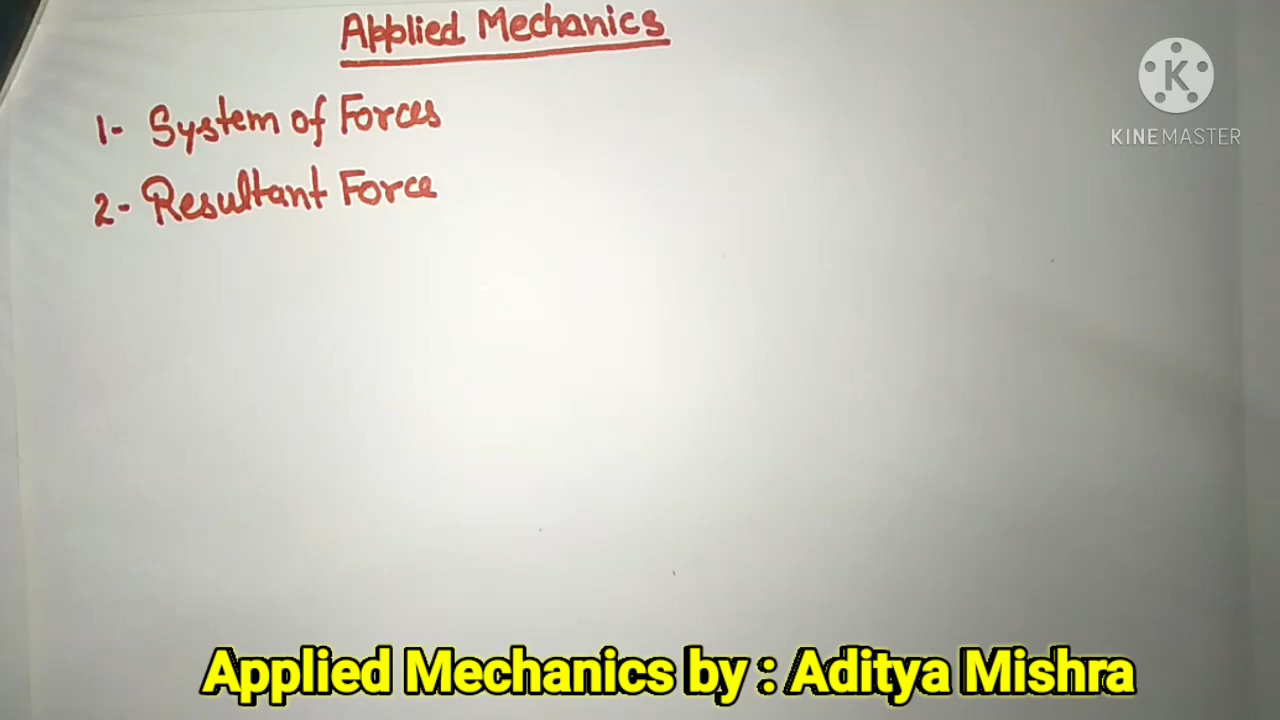 Applied Mechanics
1- System of Forces
2- Resultant Force
KINEMASTER
Applied Mechanics by : Aditya Mishra